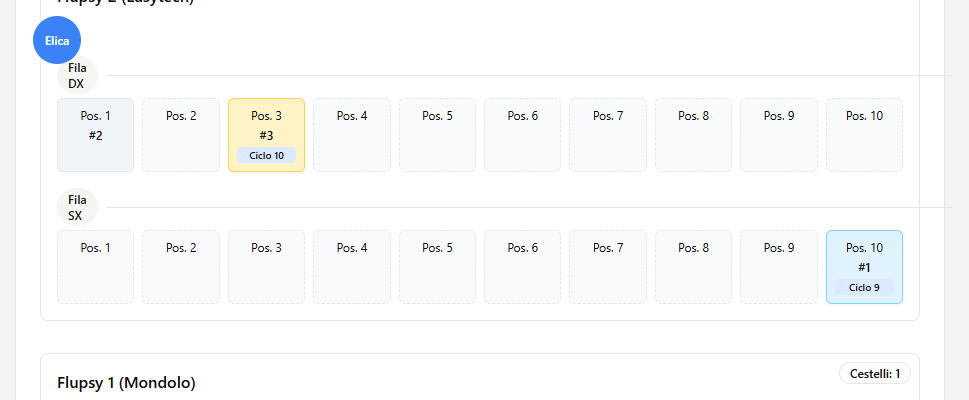 Flupsy 2 (Easytech)
Elica
Fila
DX
Pos. 1 Pos. 2 Pos. 3 Pos. 4 Pos. 5 Pos. 6 Pos. 7 Pos. 8 Pos. 9 Pos. 10
#2 #3
Ciclo 10
Fila
SX
Pos. 1 Pos. 2 Pos. 3 Pos. 4 Pos. 5 Pos. 6 Pos. 7 Pos. 8 Pos. 9 Pos. 10
#1
Ciclo 9
Cestelli: 1
Flupsy 1 (Mondolo)